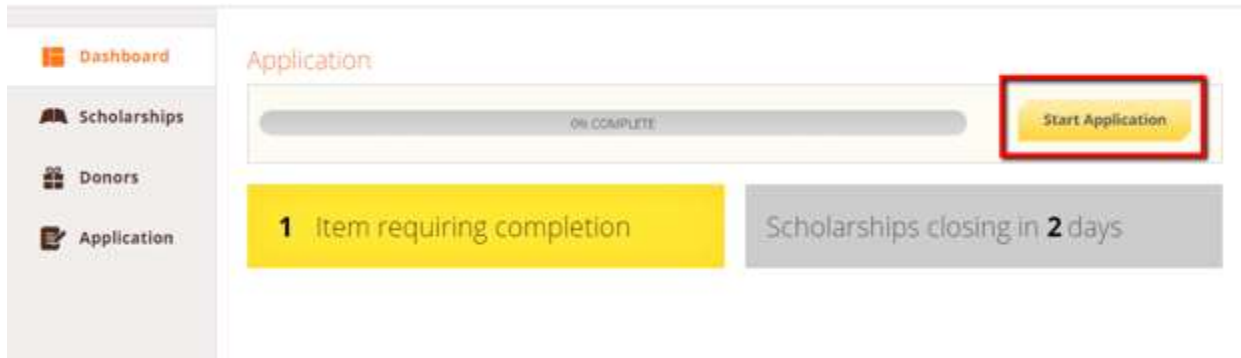 Dashboard
Scholarships
Donors
Application
Application
0% COMPLETE
Start Application
1 Item requiring completion
Scholarships closing in 2 days